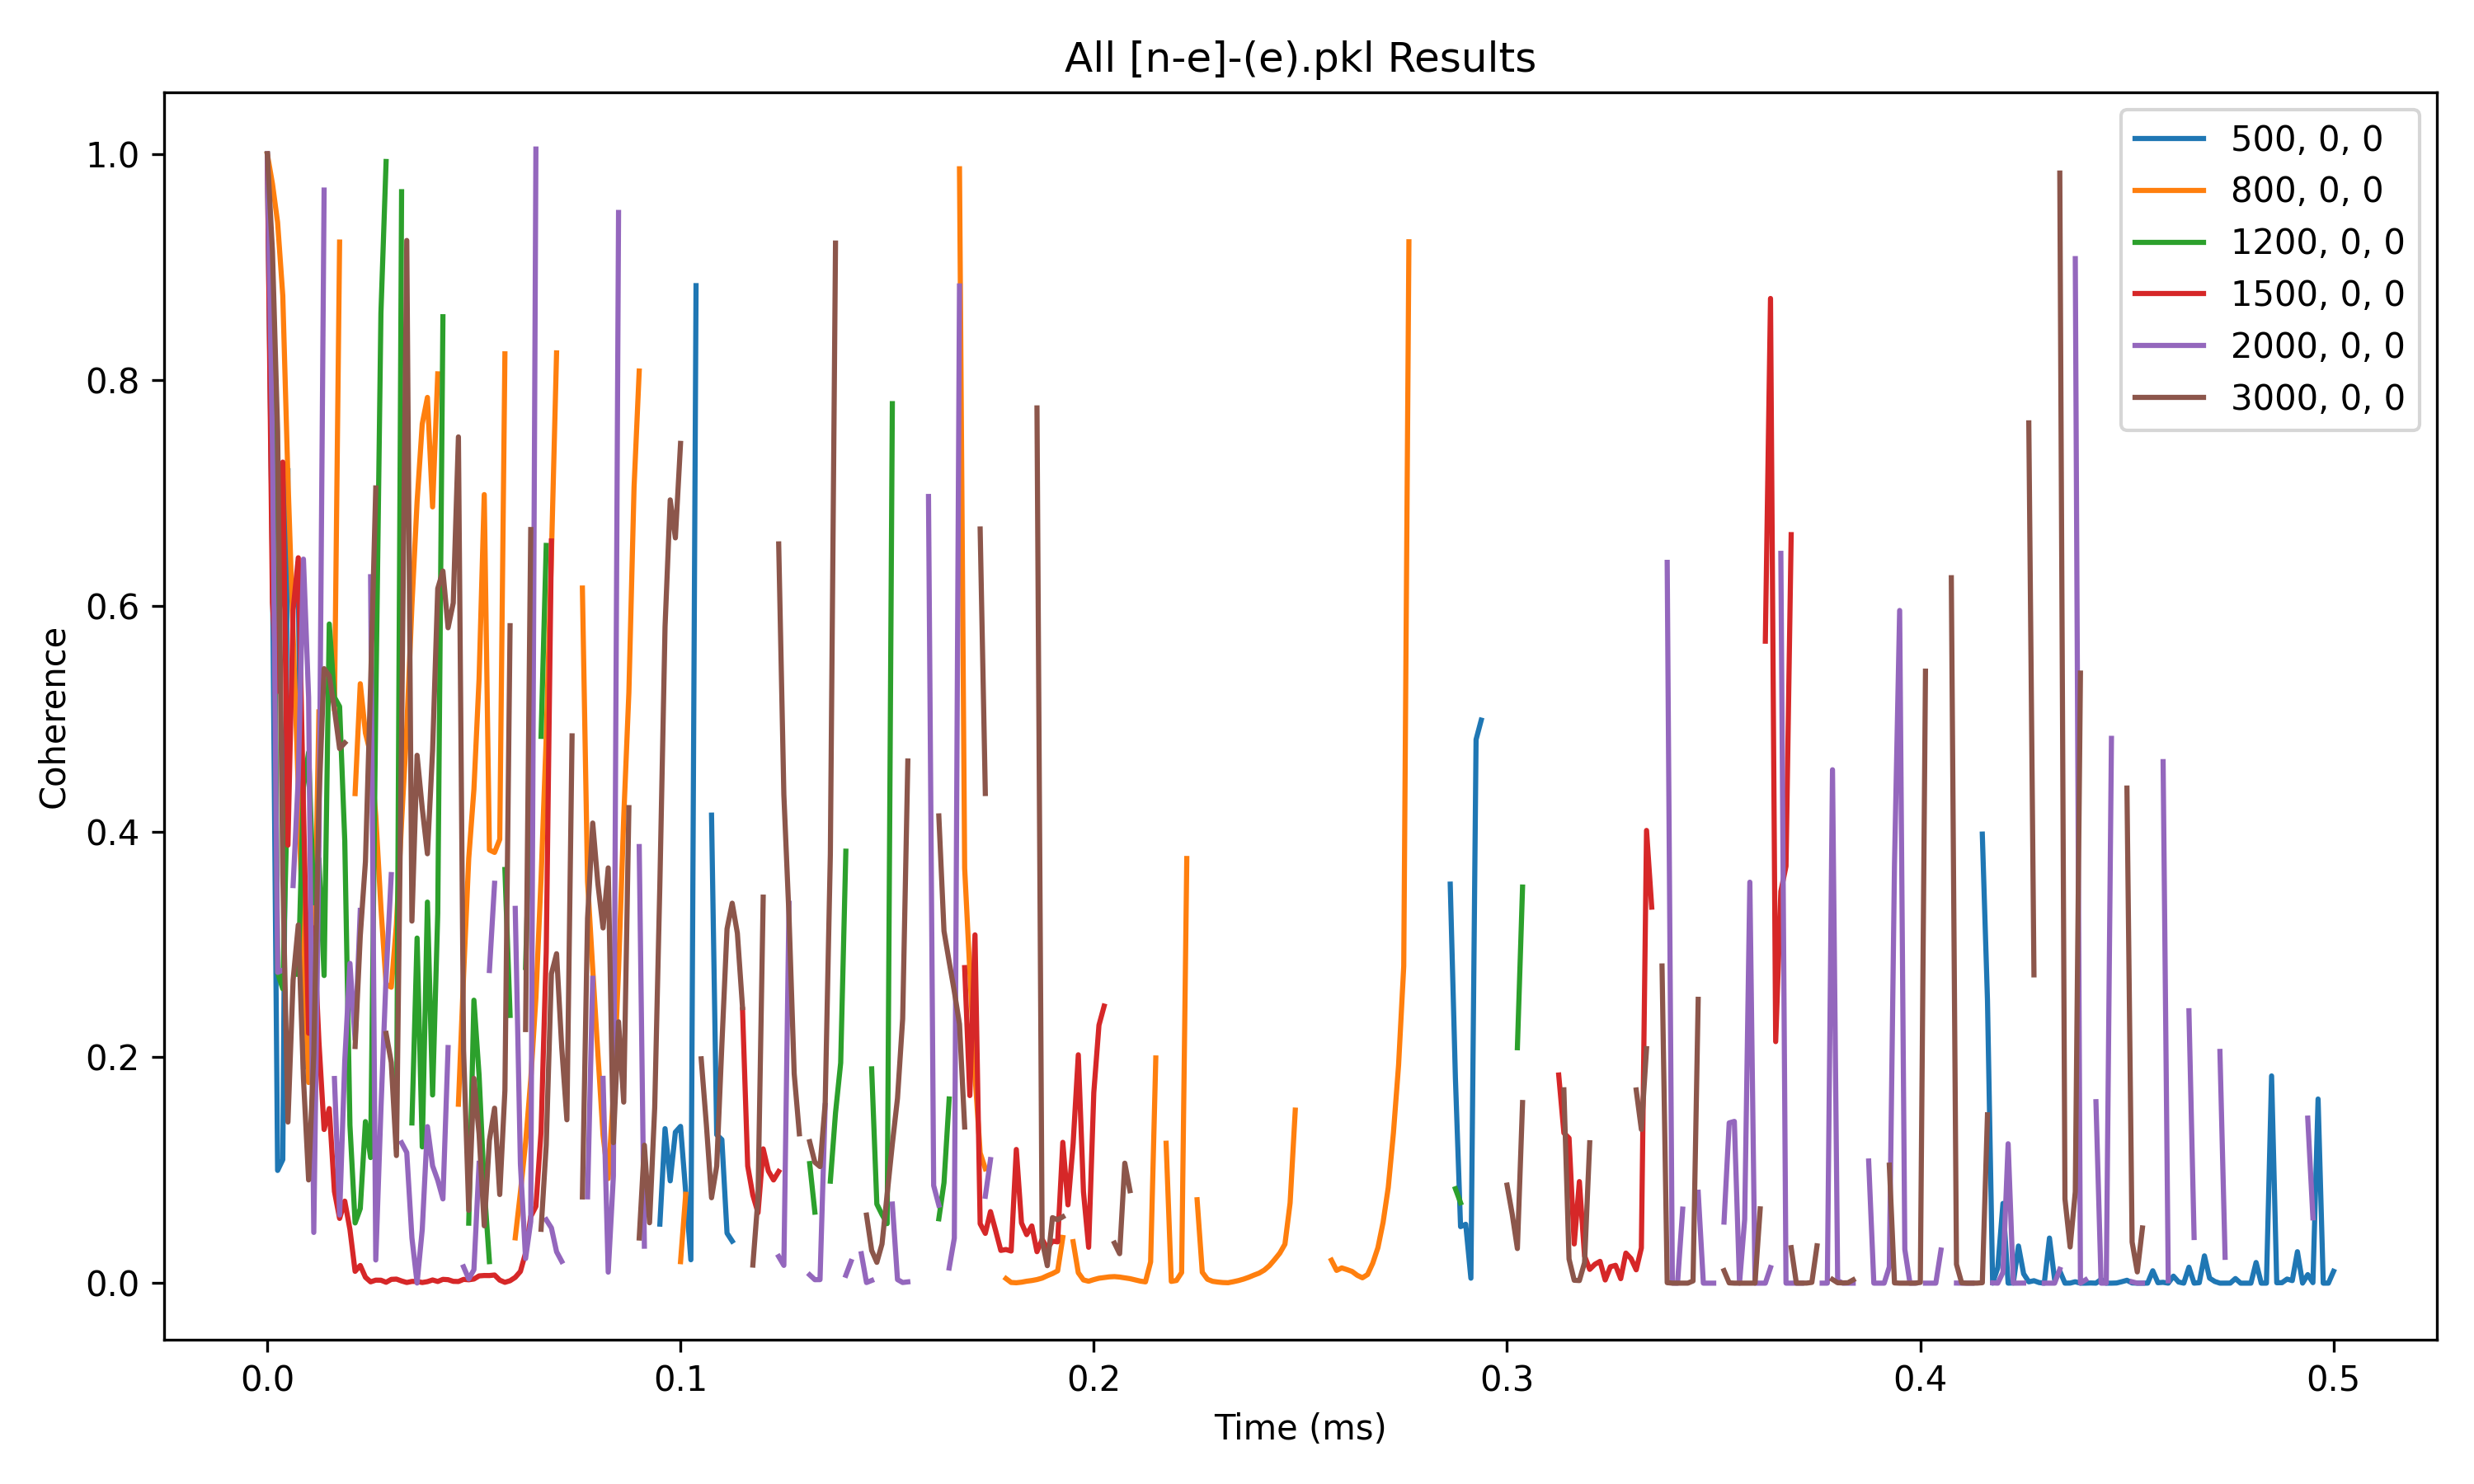 All [n-e]-(e).pkl Results
Coherence
1.0
0.8
0.6
0.4
0.2
0.0
0.0 0.1 0.2 0.3 0.4 0.5
Time (ms)
500, 0, 0
800, 0, 0
1200, 0, 0
1500, 0, 0
2000, 0, 0
3000, 0, 0